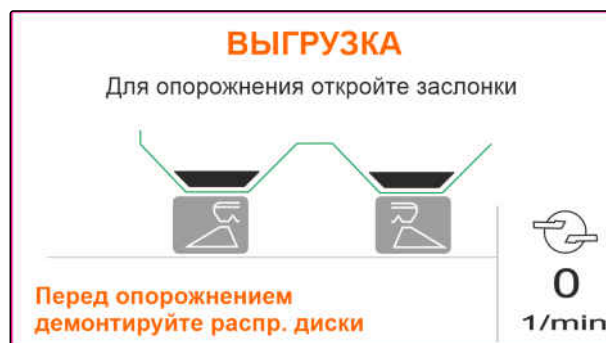 ВЫГРУЗКА
Для опорожнения откройте заслонки
Перед опорожнением
демонтируйте распр. диски
0
1/min